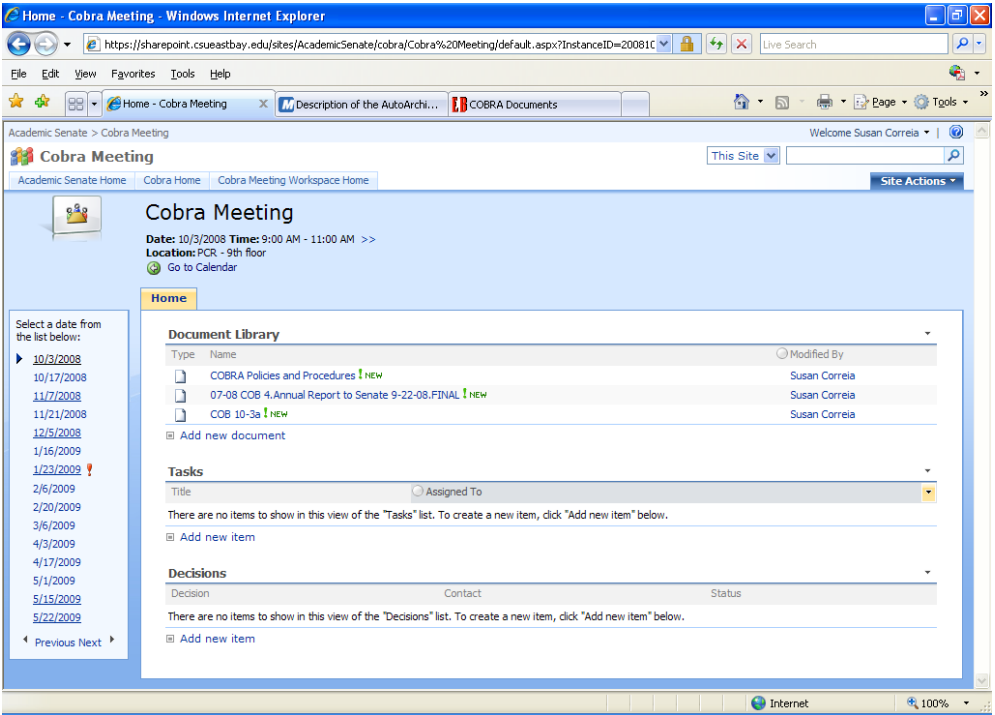 Home - Cobra Meeting - Windows Internet Explorer
https://sharepoint.csueastbay.edu/sites/AcademicSenate/cobra/Cobra%20Meeting/default.aspx?InstanceID=200810
Live Search
File Edit View Favorites Tools Help
Home - Cobra Meeting X Description of the AutoArchi... COBRA Documents Page Tools »
Academic Senate > Cobra Meeting Welcome Susan Correia |
Cobra Meeting This Site
Academic Senate Home Cobra Home Cobra Meeting Workspace Home Site Actions
Cobra Meeting
Date: 10/3/2008 Time: 9:00 AM - 11:00 AM >>
Location: PCR - 9th floor
Go to Calendar
Home
Select a date from
the list below:
10/3/2008
10/17/2008
11/7/2008
11/21/2008
12/5/2008
1/16/2009
1/23/2009 !
2/6/2009
2/20/2009
3/6/2009
4/3/2009
4/17/2009
5/1/2009
5/15/2009
5/22/2009
Previous Next
Document Library
Type Name Modified By
COBRA Policies and Procedures ! NEW Susan Correia
07-08 COB 4.Annual Report to Senate 9-22-08.FINAL ! NEW Susan Correia
COB 10-3a ! NEW Susan Correia
Add new document
Tasks
Title Assigned To
There are no items to show in this view of the "Tasks" list. To create a new item, click "Add new item" below.
Add new item
Decisions
Decision Contact Status
There are no items to show in this view of the "Decisions" list. To create a new item, click "Add new item" below.
Add new item
Internet 100%